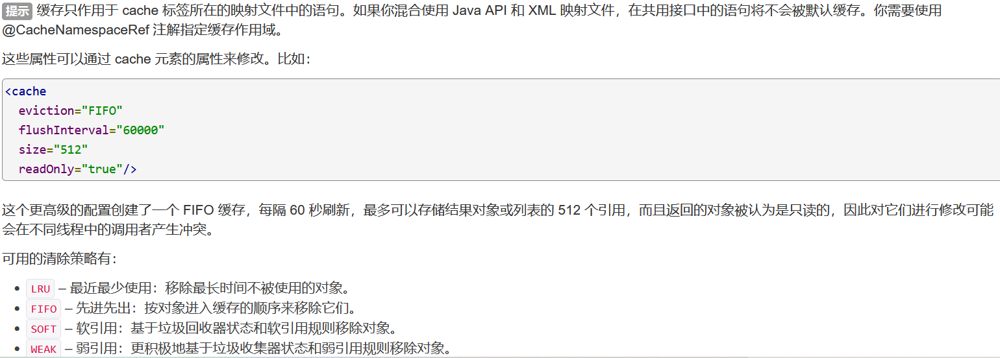 提示 缓存只作用于 cache 标签所在的映射文件中的语句。如果你混合使用 Java API 和 XML 映射文件，在共用接口中的语句将不会被默认缓存。你需要使用
@CacheNamespaceRef 注解指定缓存作用域。
这些属性可以通过 cache 元素的属性来修改。比如：
<cache
  eviction="FIFO"
  flushInterval="60000"
  size="512"
  readOnly="true"/>
这个更高级的配置创建了一个 FIFO 缓存，每隔 60 秒刷新，最多可以存储结果对象或列表的 512 个引用，而且返回的对象被认为是只读的，因此对它们进行修改可能
会在不同线程中的调用者产生冲突。
可用的清除策略有：
• LRU – 最近最少使用：移除最长时间不被使用的对象。
• FIFO – 先进先出：按对象进入缓存的顺序来移除它们。
• SOFT – 软引用：基于垃圾回收器状态和软引用规则移除对象。
• WEAK – 弱引用：更积极地基于垃圾收集器状态和弱引用规则移除对象。